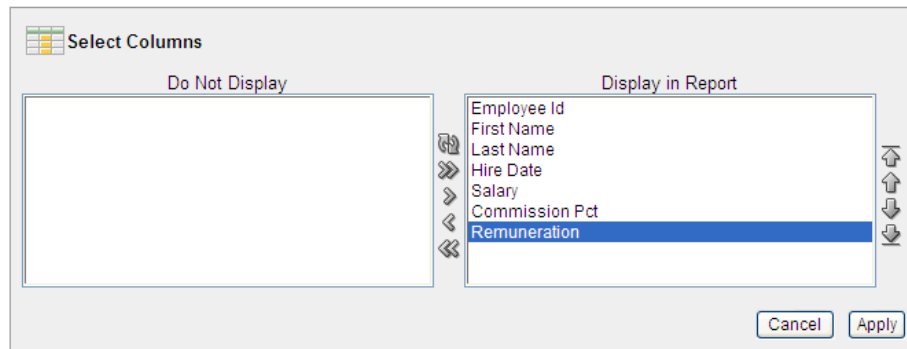 Select Columns
Do Not Display
Display in Report
Employee Id
First Name
Last Name
Hire Date
Salary
Commission Pct
Remuneration
Cancel
Apply